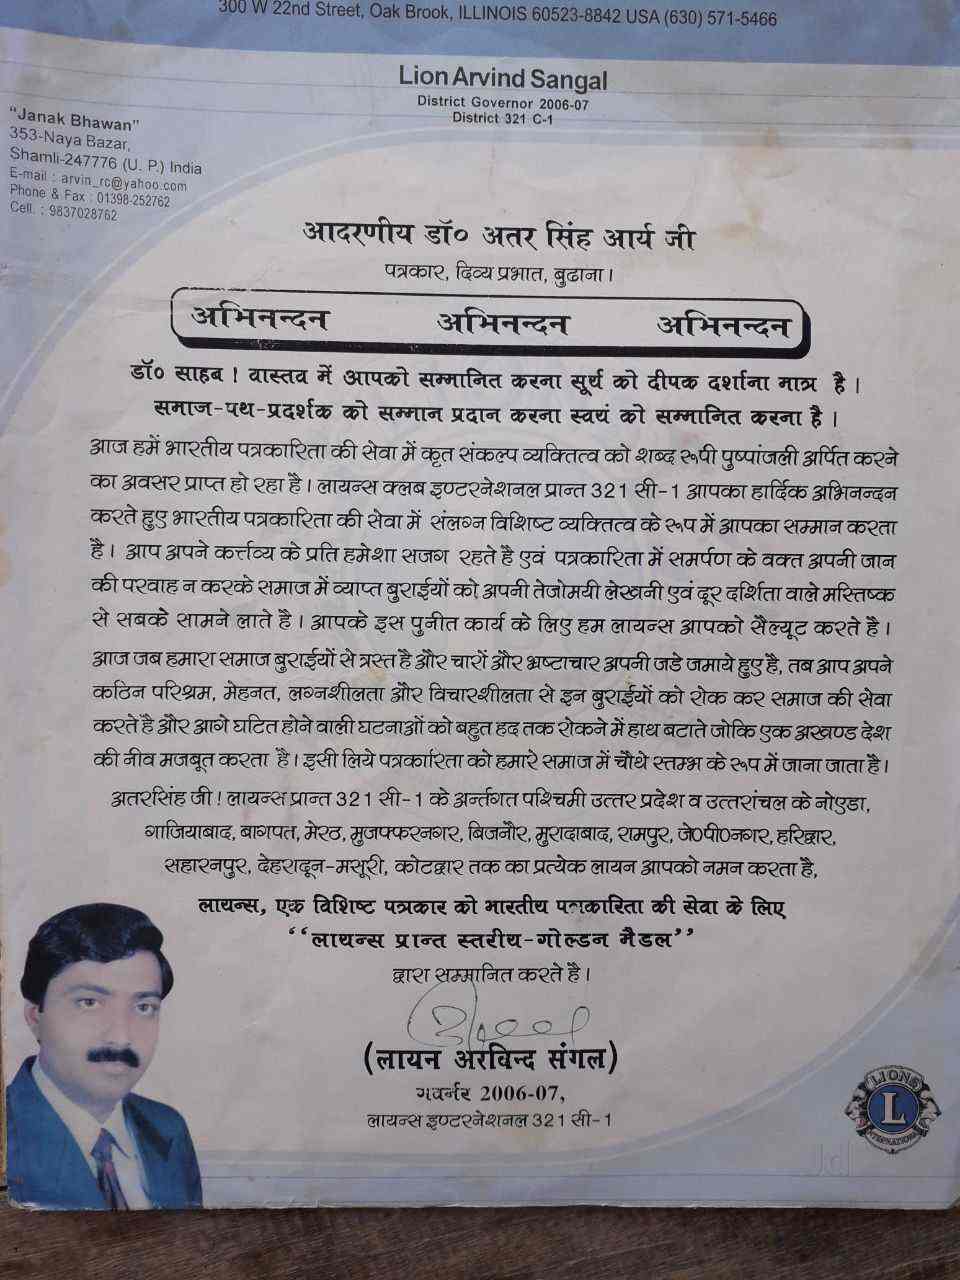 300 W 22nd Street, Oak Brook, ILLINOIS 60523-8842 USA (630) 571-5466
Lion Arvind Sangal
District Governor 2006-07
District 321 C-1
"Janak Bhawan"
353-Naya Bazar,
Shamli-247776 (U. P.) India
E-mail : arvin_rc@yahoo.com
Phone & Fax : 01398-252762
Cell. : 9837028762
आदरणीय डॉ० अतर सिंह आर्य जी
पत्रकार, दिव्य प्रभात, बुढाना।
अभिनन्दन अभिनन्दन अभिनन्दन
डॉ० साहब ! वास्तव में आपको सम्मानित करना सूर्य को दीपक दर्शाना मात्र है।
समाज-पथ-प्रदर्शक को सम्मान प्रदान करना स्वयं को सम्मानित करना है।
आज हमें भारतीय पत्रकारिता की सेवा में कृत संकल्प व्यक्तित्व को शब्द रूपी पुष्पांजली अर्पित करने
का अवसर प्राप्त हो रहा है। लायन्स क्लब इण्टरनेशनल प्रान्त 321 सी-1 आपका हार्दिक अभिनन्दन
करते हुए भारतीय पत्रकारिता की सेवा में संलग्न विशिष्ट व्यक्तित्व के रूप में आपका सम्मान करता
है। आप अपने कर्त्तव्य के प्रति हमेशा सजग रहते है एवं पत्रकारिता में समर्पण के वक्त अपनी जान
की परवाह न करके समाज में व्याप्त बुराईयों को अपनी तेजोमयी लेखनी एवं दूर दर्शिता वाले मस्तिष्क
से सबके सामने लाते है। आपके इस पुनीत कार्य के लिए हम लायन्स आपको सैल्यूट करते है।
आज जब हमारा समाज बुराईयों से त्रस्त है और चारों और भ्रष्टाचार अपनी जडे जमाये हुए है, तब आप अपने
कठिन परिश्रम, मेहनत, लग्नशीलता और विचारशीलता से इन बुराईयों को रोक कर समाज की सेवा
करते है और आगे घटित होने वाली घटनाओं को बहुत हद तक रोकने में हाथ बटाते जोकि एक अखण्ड देश
की नीव मजबूत करता है। इसी लिये पत्रकारिता को हमारे समाज में चौथे स्तम्भ के रूप में जाना जाता है।
अतरसिंह जी ! लायन्स प्रान्त 321 सी-1 के अर्न्तगत पश्चिमी उत्तर प्रदेश व उत्तरांचल के नोएडा,
गाजियाबाद, बागपत, मेरठ, मुजफ्फरनगर, बिजनौर, मुरादाबाद, रामपुर, जे०पी०नगर, हरिद्वार,
सहारनपुर, देहरादून-मसूरी, कोटद्वार तक का प्रत्येक लायन आपको नमन करता है,
लायन्स, एक विशिष्ट पत्रकार को भारतीय पत्रकारिता की सेवा के लिए
‘‘लायन्स प्रान्त स्तरीय-गोल्डन मैडल’’
द्वारा सम्मानित करते है।
(लायन अरविन्द संगल)
गवर्नर 2006-07,
लायन्स इण्टरनेशनल 321 सी-1
LIONS
L
INTERNATIONAL
Jd